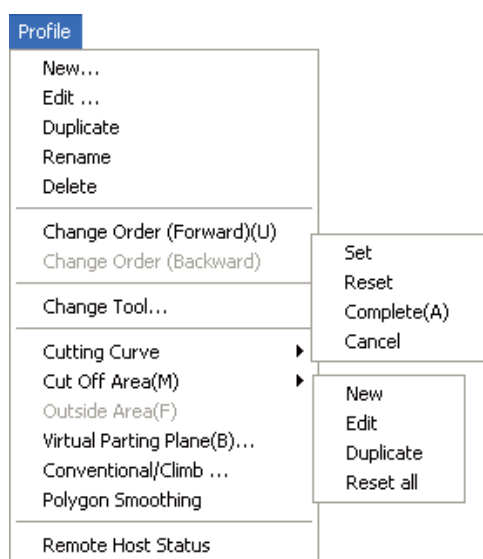 Profile
New...
Edit ...
Duplicate
Rename
Delete
Change Order (Forward)(U)
Change Order (Backward)
Change Tool...
Cutting Curve
Cut Off Area(M)
Outside Area(F)
Virtual Parting Plane(B)...
Conventional/Climb ...
Polygon Smoothing
Remote Host Status
Set
Reset
Complete(A)
Cancel
New
Edit
Duplicate
Reset all